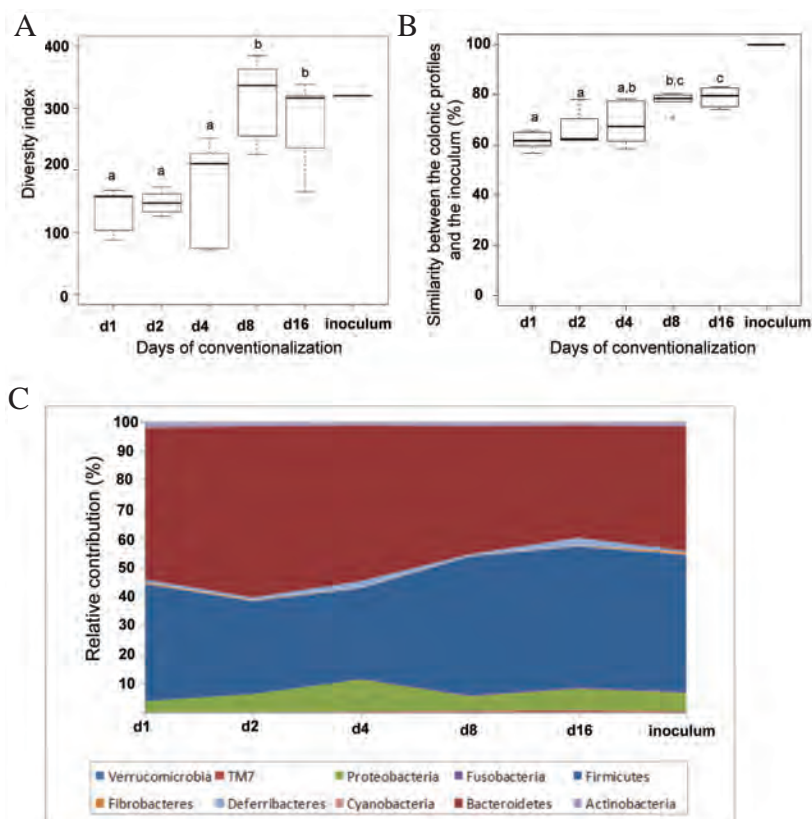 A
400
300
200
100
0
Diversity index
a
a
a
b
b
d1 d2 d4 d8 d16 inoculum
Days of conventionalization
B
100
80
60
40
20
0
Similarity between the colonic profiles
and the inoculum (%)
a
a
a,b
b,c
c
d1 d2 d4 d8 d16 inoculum
Days of conventionalization
C
100
90
80
70
60
50
40
30
20
10
Relative contribution (%)
d1 d2 d4 d8 d16 inoculum
Verrucomicrobia TM7 Proteobacteria Fusobacteria Firmicutes
Fibrobacteres Deferribacteres Cyanobacteria Bacteroidetes Actinobacteria